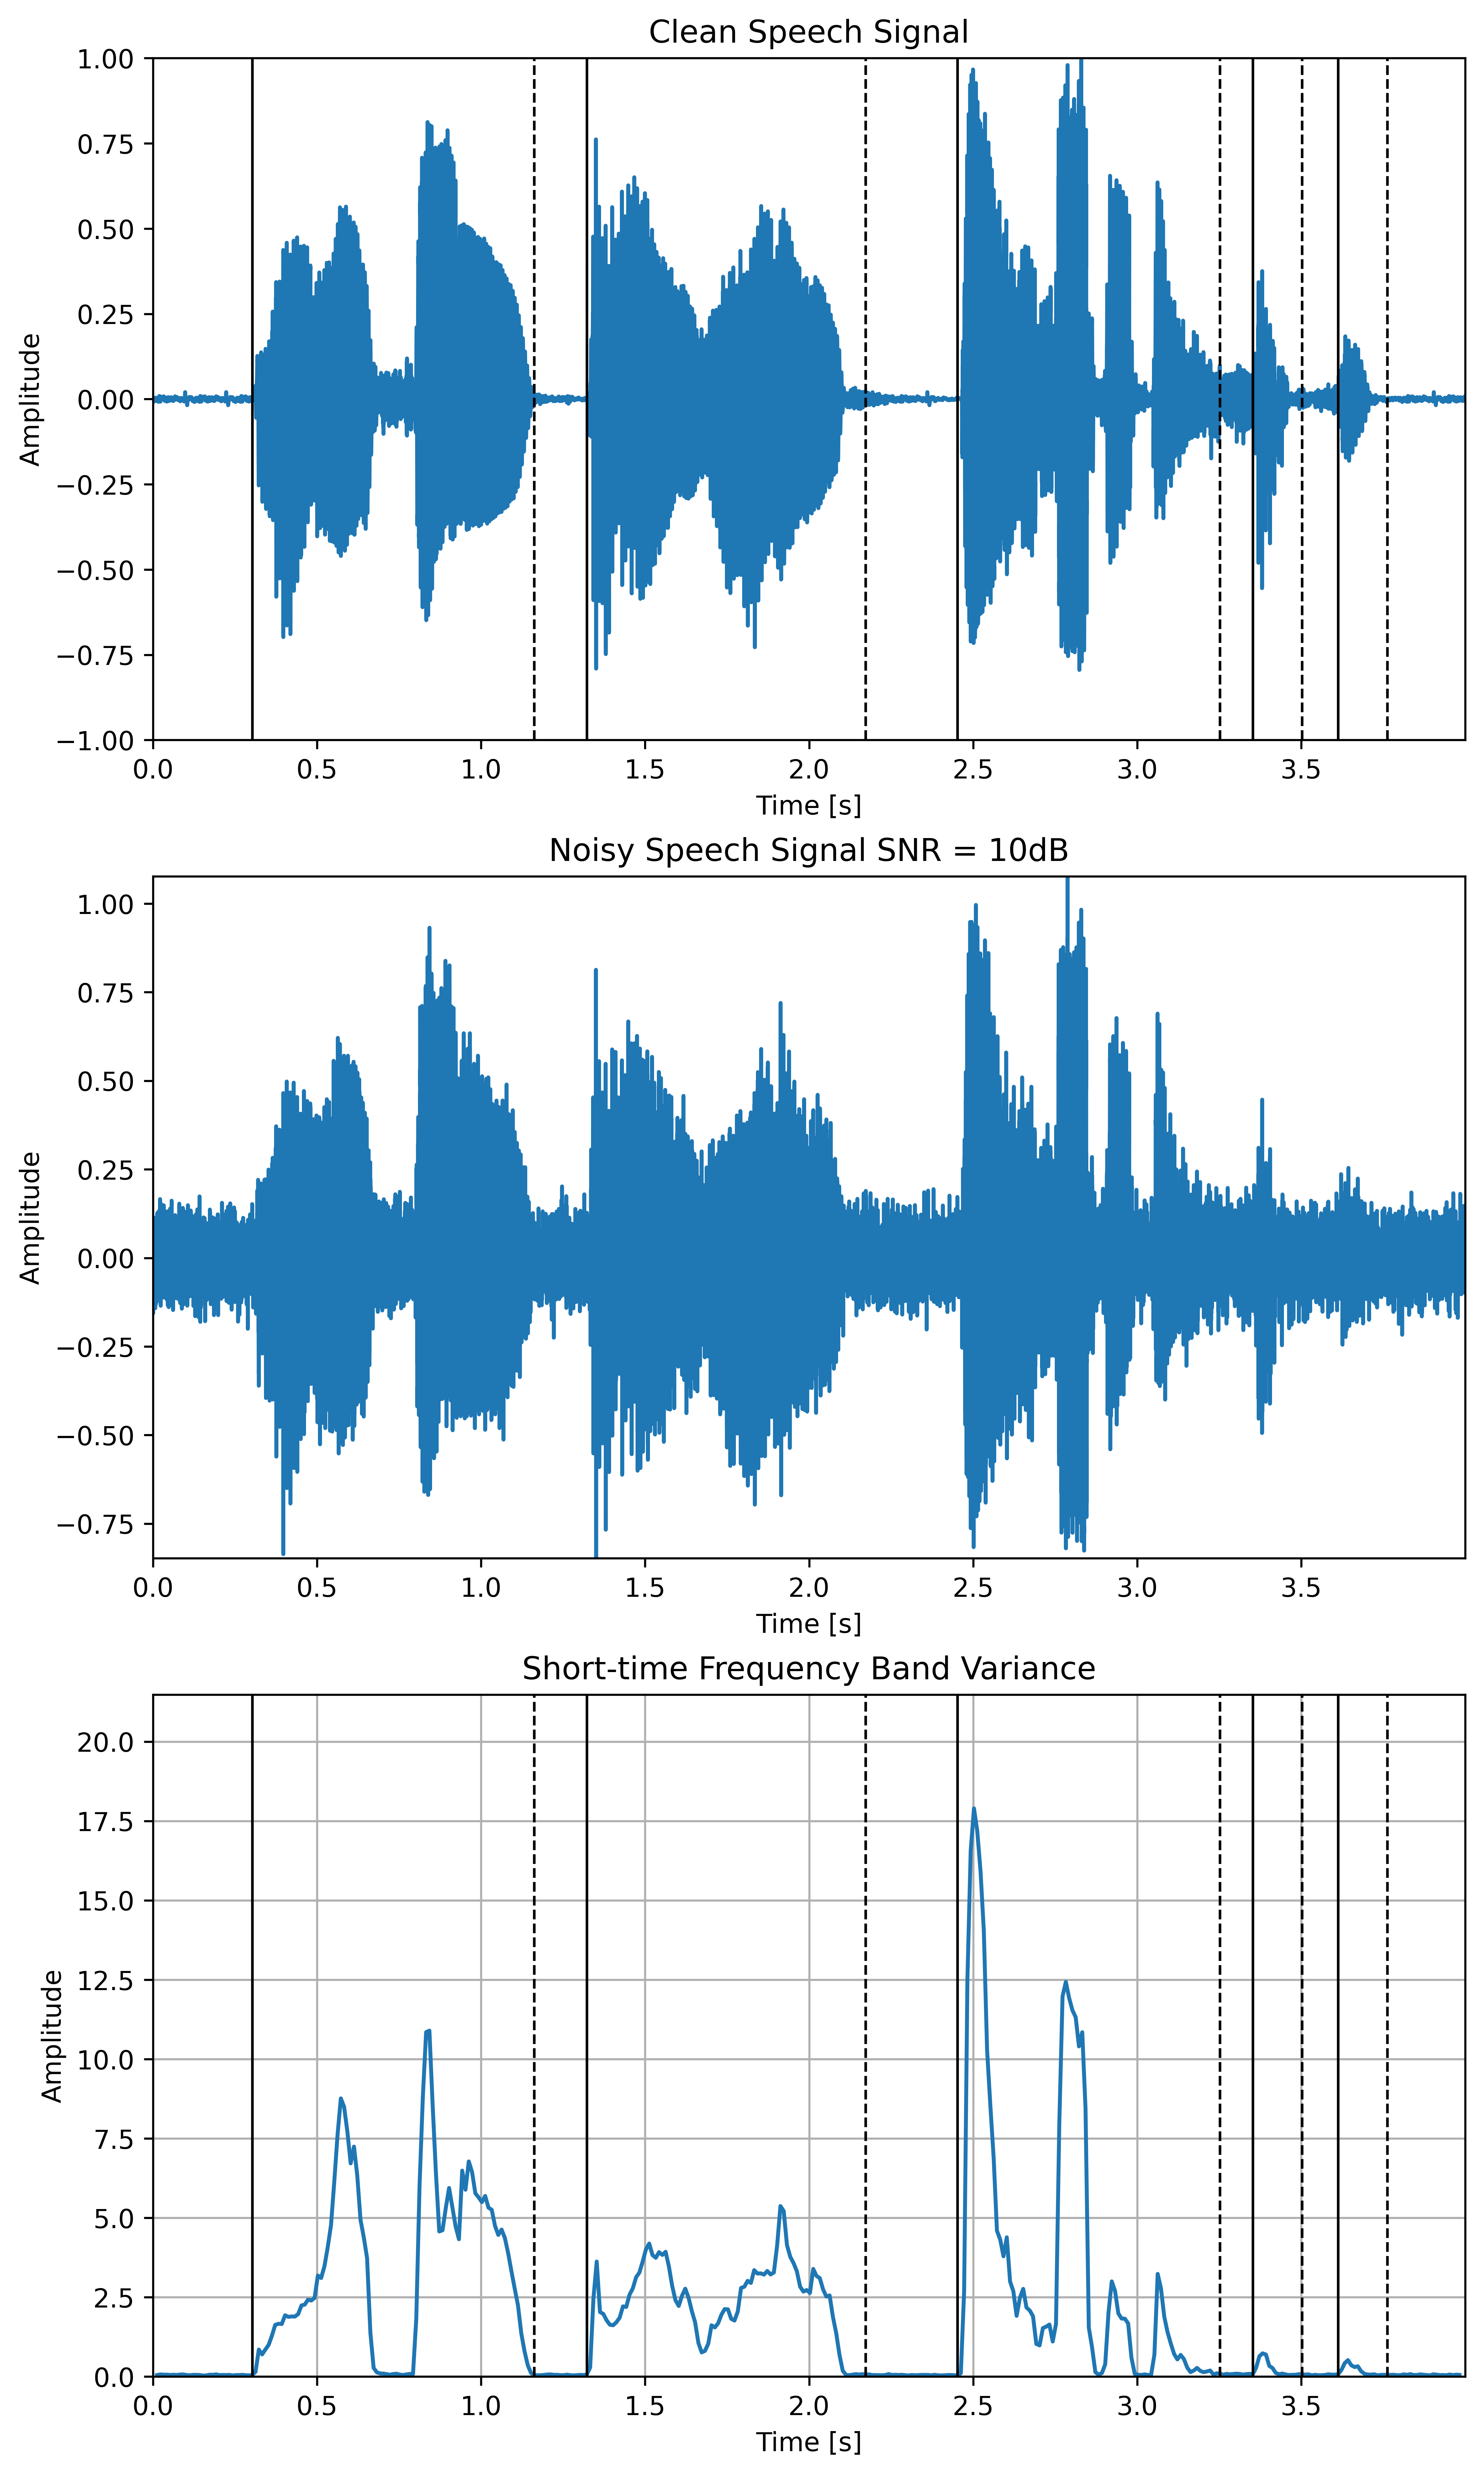 Clean Speech Signal
1.00
0.75
0.50
0.25
0.00
−0.25
−0.50
−0.75
−1.00
Amplitude
0.0 0.5 1.0 1.5 2.0 2.5 3.0 3.5
Time [s]
Noisy Speech Signal SNR = 10dB
1.00
0.75
0.50
0.25
0.00
−0.25
−0.50
−0.75
Amplitude
0.0 0.5 1.0 1.5 2.0 2.5 3.0 3.5
Time [s]
Short-time Frequency Band Variance
20.0
17.5
15.0
12.5
10.0
7.5
5.0
2.5
0.0
Amplitude
0.0 0.5 1.0 1.5 2.0 2.5 3.0 3.5
Time [s]